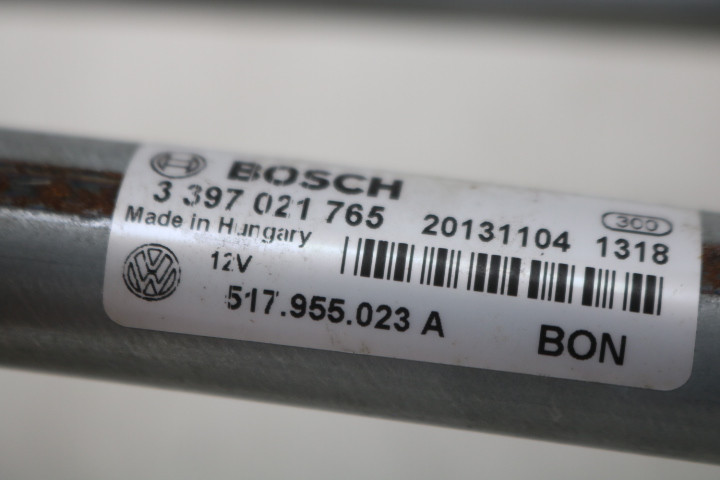 BOSCH
3 397 021 765 20131104 1318
300
Made in Hungary
12V
517.955.023 A
BON